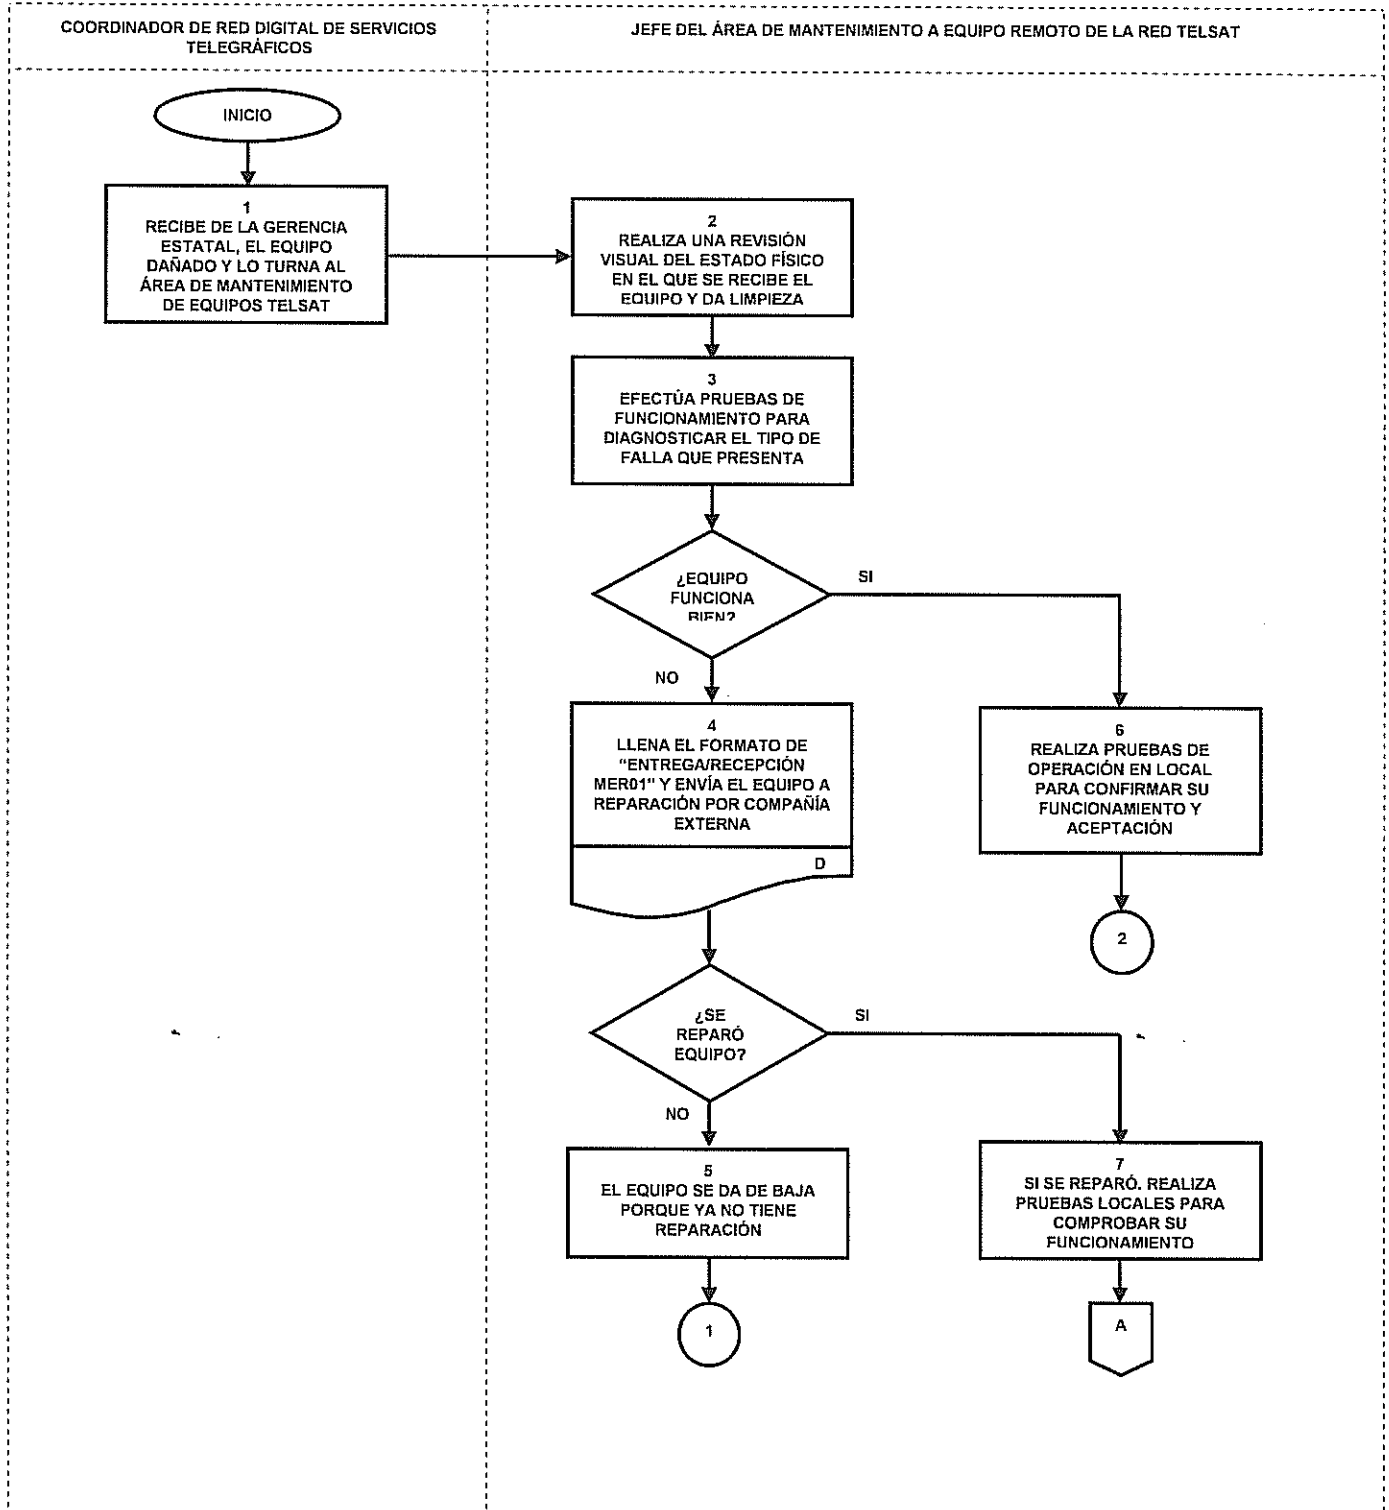 COORDINADOR DE RED DIGITAL DE SERVICIOS
TELEGRÁFICOS
JEFE DEL ÁREA DE MANTENIMIENTO A EQUIPO REMOTO DE LA RED TELSAT
INICIO
1
RECIBE DE LA GERENCIA
ESTATAL, EL EQUIPO
DAÑADO Y LO TURNA AL
ÁREA DE MANTENIMIENTO
DE EQUIPOS TELSAT
2
REALIZA UNA REVISIÓN
VISUAL DEL ESTADO FÍSICO
EN EL QUE SE RECIBE EL
EQUIPO Y DA LIMPIEZA
3
EFECTÚA PRUEBAS DE
FUNCIONAMIENTO PARA
DIAGNOSTICAR EL TIPO DE
FALLA QUE PRESENTA
¿EQUIPO
FUNCIONA
BIEN?
SI
NO
4
LLENA EL FORMATO DE
“ENTREGA/RECEPCIÓN
MER01” Y ENVÍA EL EQUIPO A
REPARACIÓN POR COMPAÑÍA
EXTERNA
D
6
REALIZA PRUEBAS DE
OPERACIÓN EN LOCAL
PARA CONFIRMAR SU
FUNCIONAMIENTO Y
ACEPTACIÓN
2
¿SE
REPARÓ
EQUIPO?
SI
NO
5
EL EQUIPO SE DA DE BAJA
PORQUE YA NO TIENE
REPARACIÓN
1
7
SI SE REPARÓ. REALIZA
PRUEBAS LOCALES PARA
COMPROBAR SU
FUNCIONAMIENTO
A